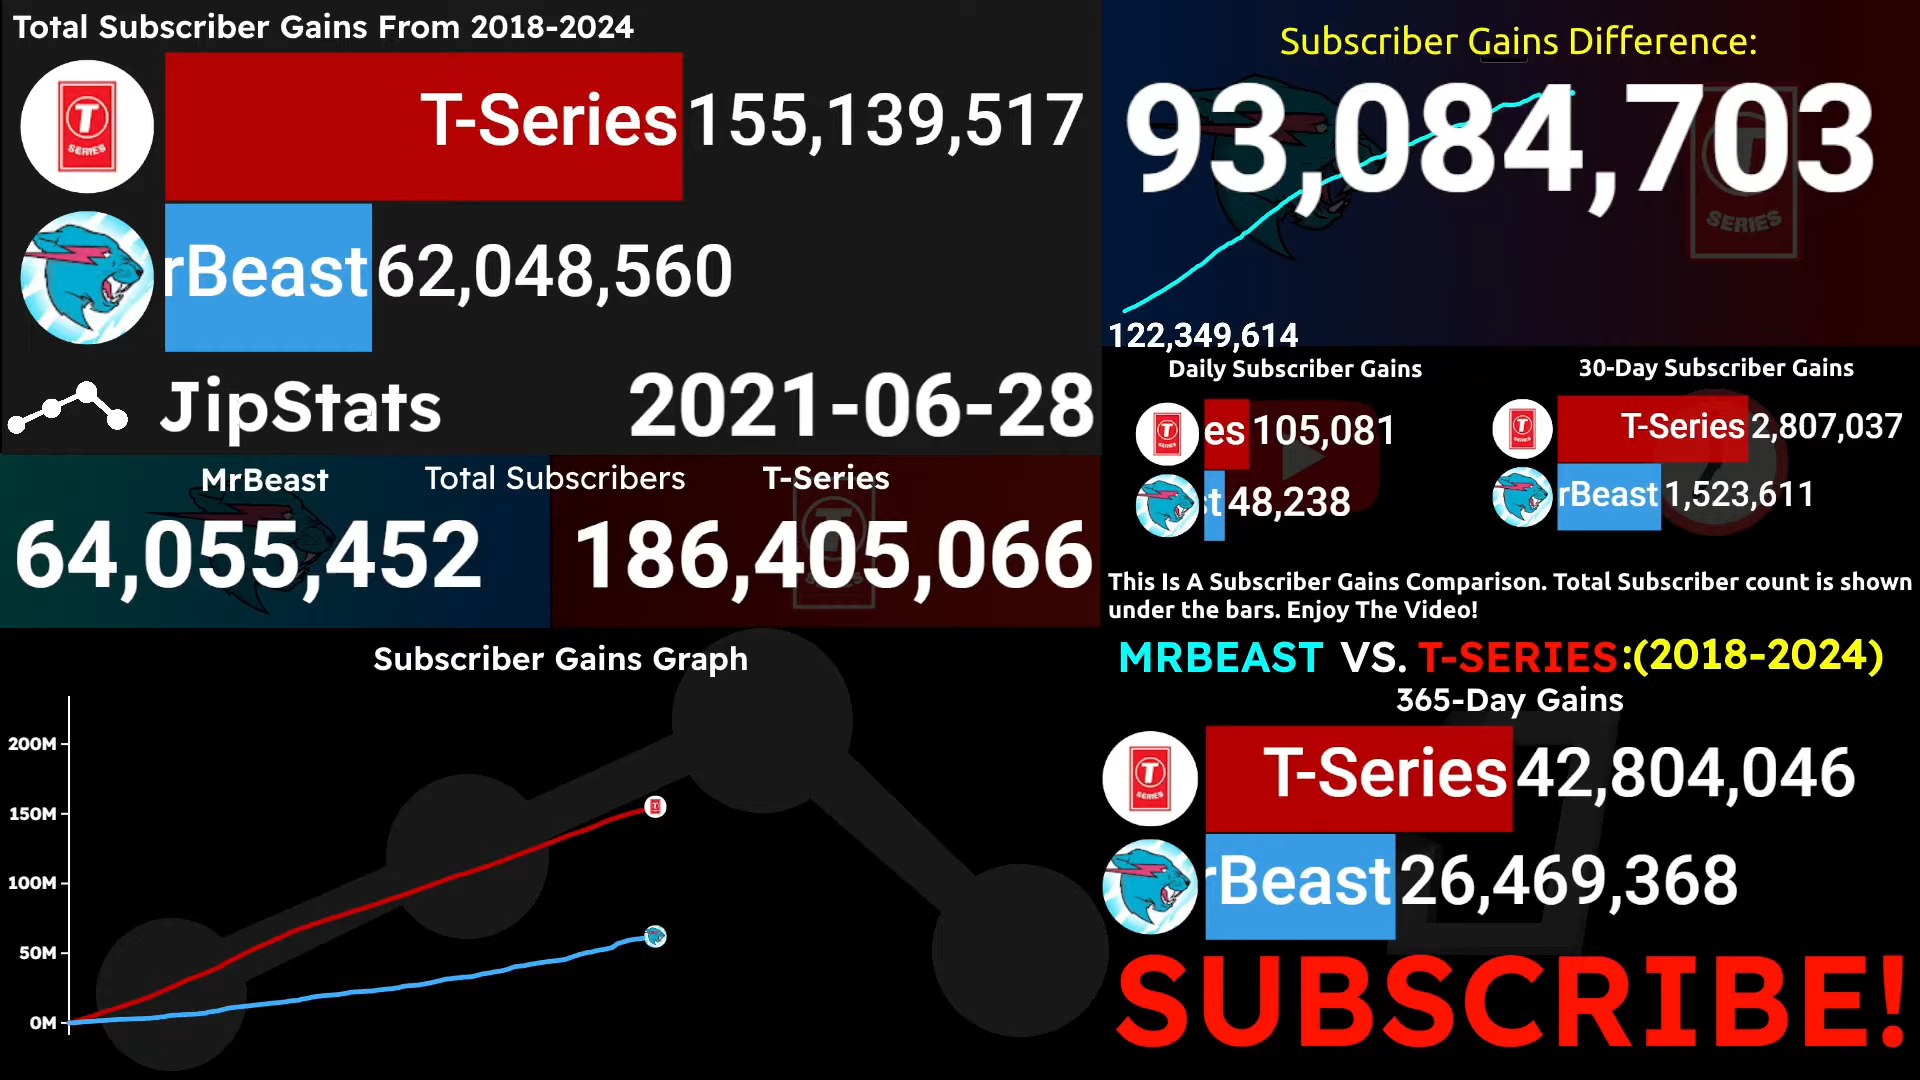 Total Subscriber Gains From 2018-2024
T-Series 155,139,517
rBeast 62,048,560
JipStats 2021-06-28
MrBeast Total Subscribers T-Series
64,055,452 186,405,066
Subscriber Gains Graph
200M
150M
100M
50M
0M
Subscriber Gains Difference:
93,084,703
122,349,614
Daily Subscriber Gains
es 105,081
t 48,238
30-Day Subscriber Gains
T-Series 2,807,037
rBeast 1,523,611
This Is A Subscriber Gains Comparison. Total Subscriber count is shown
under the bars. Enjoy The Video!
MRBEAST VS. T-SERIES:(2018-2024)
365-Day Gains
T-Series 42,804,046
rBeast 26,469,368
SUBSCRIBE!
T
SERIES
SERIES
T
SERIES